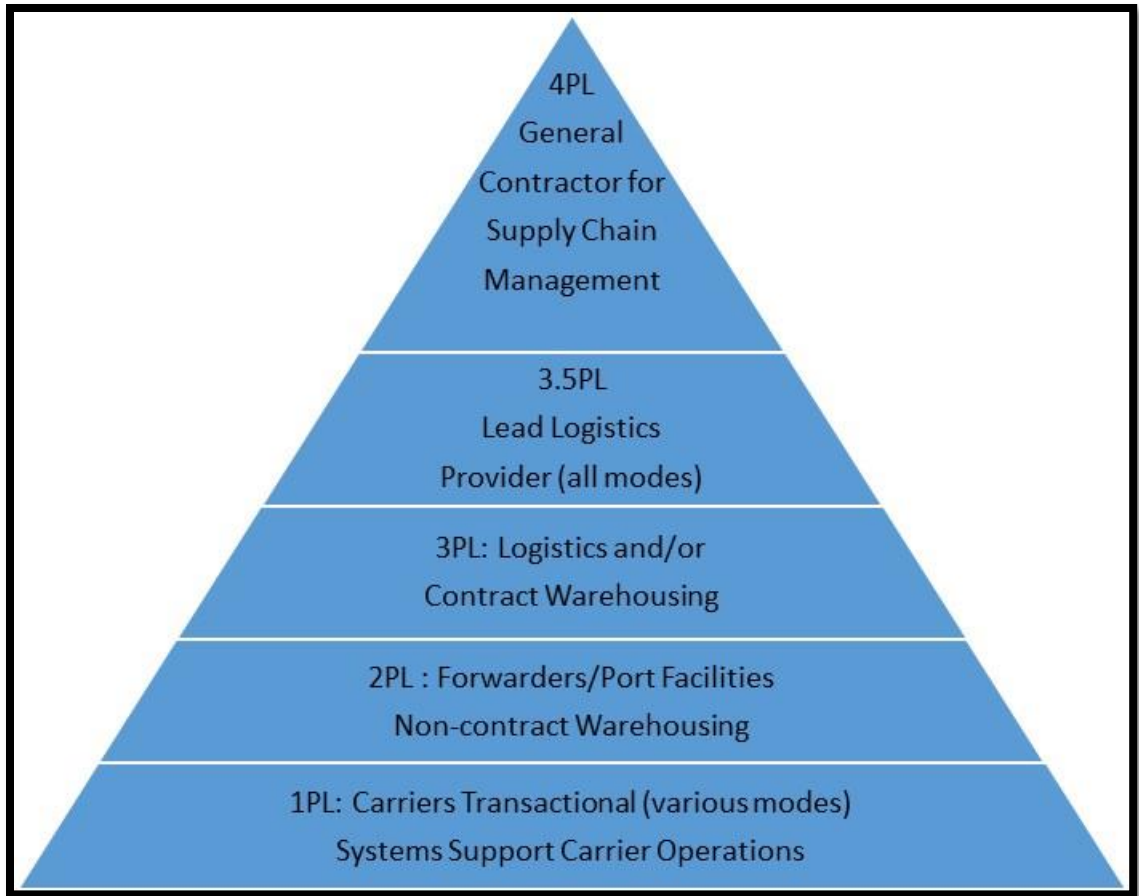 4PL
General
Contractor for
Supply Chain
Management
3.5PL
Lead Logistics
Provider (all modes)
3PL: Logistics and/or
Contract Warehousing
2PL : Forwarders/Port Facilities
Non-contract Warehousing
1PL: Carriers Transactional (various modes)
Systems Support Carrier Operations